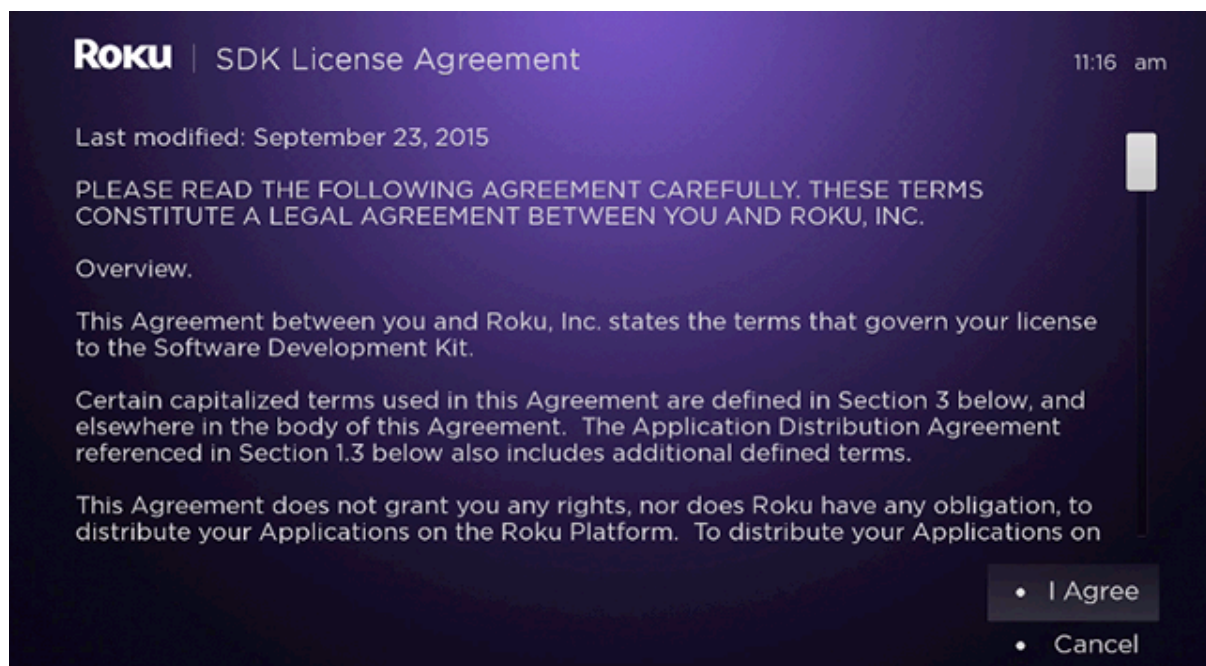 Roku | SDK License Agreement
11:16 am
Last modified: September 23, 2015
PLEASE READ THE FOLLOWING AGREEMENT CAREFULLY. THESE TERMS
CONSTITUTE A LEGAL AGREEMENT BETWEEN YOU AND ROKU, INC.
Overview.
This Agreement between you and Roku, Inc. states the terms that govern your license
to the Software Development Kit.
Certain capitalized terms used in this Agreement are defined in Section 3 below, and
elsewhere in the body of this Agreement.  The Application Distribution Agreement
referenced in Section 1.3 below also includes additional defined terms.
This Agreement does not grant you any rights, nor does Roku have any obligation, to
distribute your Applications on the Roku Platform.  To distribute your Applications on
• I Agree
• Cancel